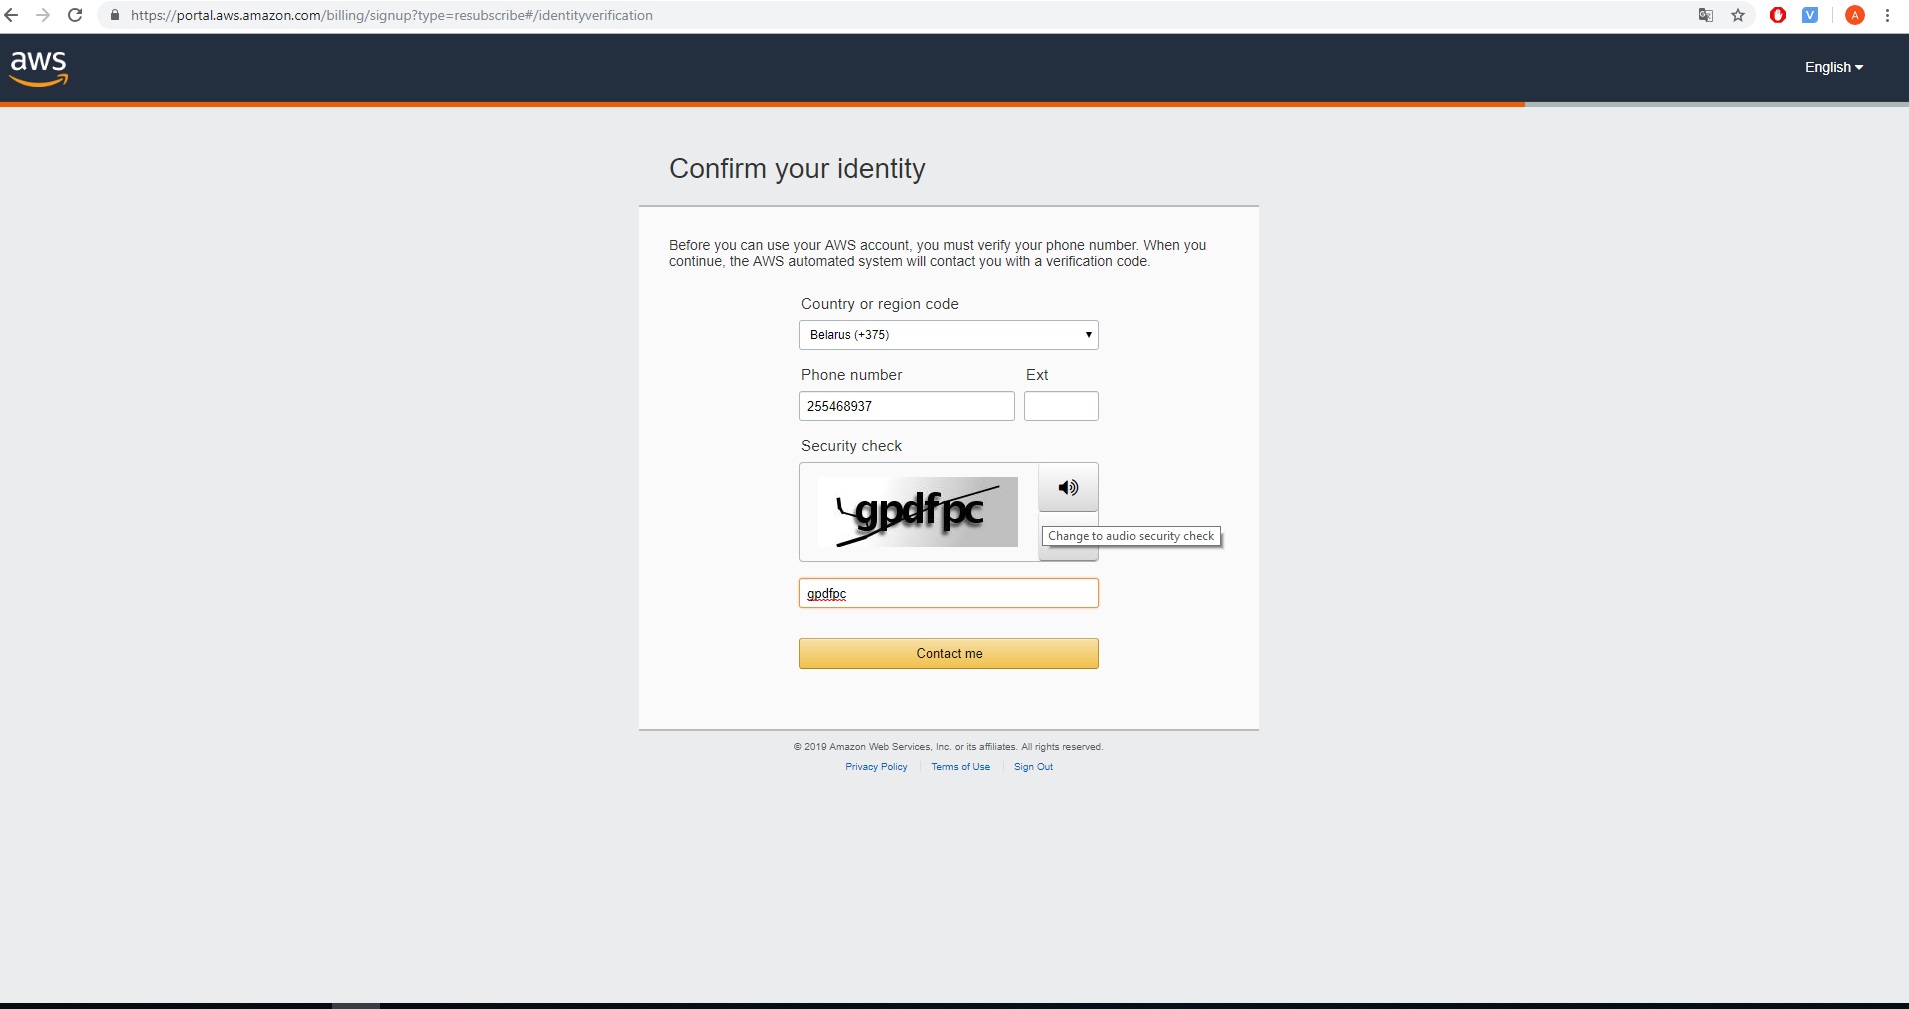 https://portal.aws.amazon.com/billing/signup?type=resubscribe#/identityverification
V
A
aws
English
Confirm your identity
Before you can use your AWS account, you must verify your phone number. When you
continue, the AWS automated system will contact you with a verification code.
Country or region code
Belarus (+375)
Phone number Ext
255468937
Security check
gpdfpc
Change to audio security check
gpdfpc
Contact me
© 2019 Amazon Web Services, Inc. or its affiliates. All rights reserved.
Privacy Policy Terms of Use Sign Out